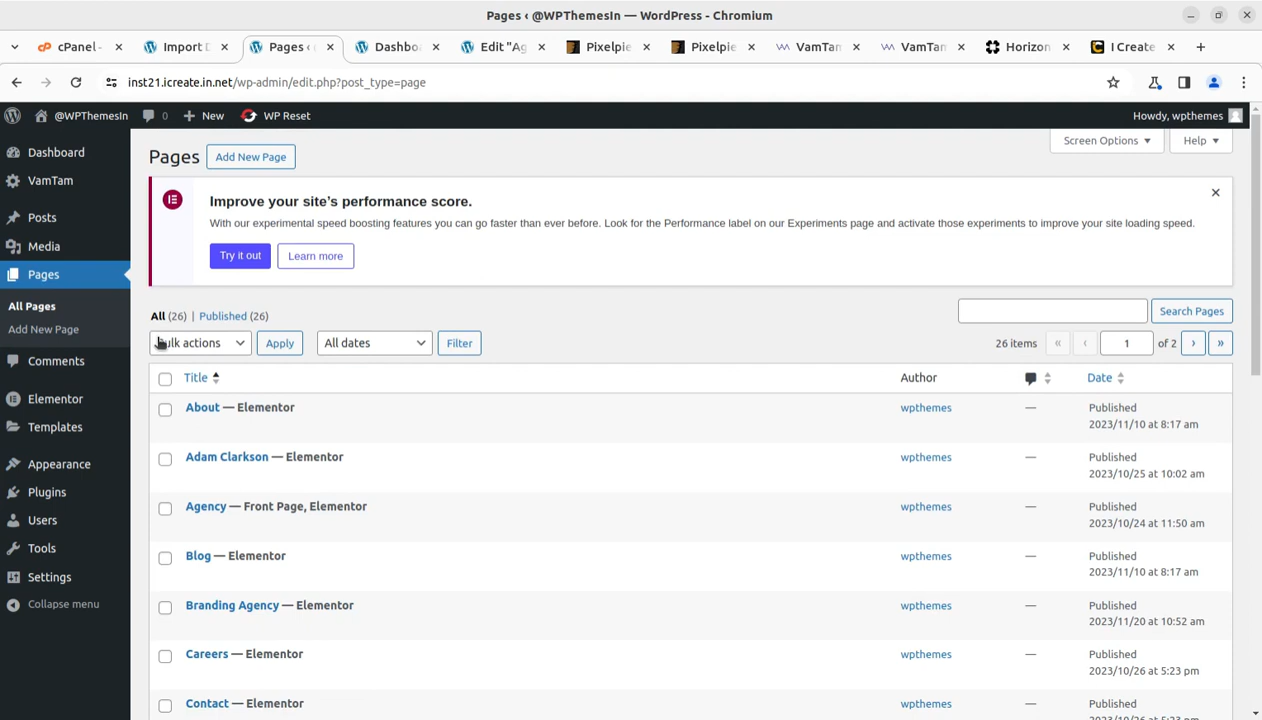 Pages ‹ @WPThemesIn — WordPress - Chromium
cPanel -
Import D
Pages ‹
Dashbo
Edit "Ag
Pixelpie
Pixelpie
VamTam
VamTam
Horizon
I Create
inst21.icreate.in.net/wp-admin/edit.php?post_type=page
@WPThemesIn
0
New
WP Reset
Howdy, wpthemes
Dashboard
VamTam
Posts
Media
Pages
All Pages
Add New Page
Comments
Elementor
Templates
Appearance
Plugins
Users
Tools
Settings
Collapse menu
Pages
Add New Page
Screen Options
Help
Improve your site's performance score.
With our experimental speed boosting features you can go faster than ever before. Look for the Performance label on our Experiments page and activate those experiments to improve your site loading speed.
Try it out
Learn more
All (26) | Published (26)
Search Pages
ulk actions
Apply
All dates
Filter
26 items
«
‹
1
of 2
›
»
Title
Author
Date
About — Elementor
wpthemes
—
Published
2023/11/10 at 8:17 am
Adam Clarkson — Elementor
wpthemes
—
Published
2023/10/25 at 10:02 am
Agency — Front Page, Elementor
wpthemes
—
Published
2023/10/24 at 11:50 am
Blog — Elementor
wpthemes
—
Published
2023/11/10 at 8:17 am
Branding Agency — Elementor
wpthemes
—
Published
2023/11/20 at 10:52 am
Careers — Elementor
wpthemes
—
Published
2023/10/26 at 5:23 pm
Contact — Elementor
wpthemes
—
Published
2023/10/26 at 5:23 pm